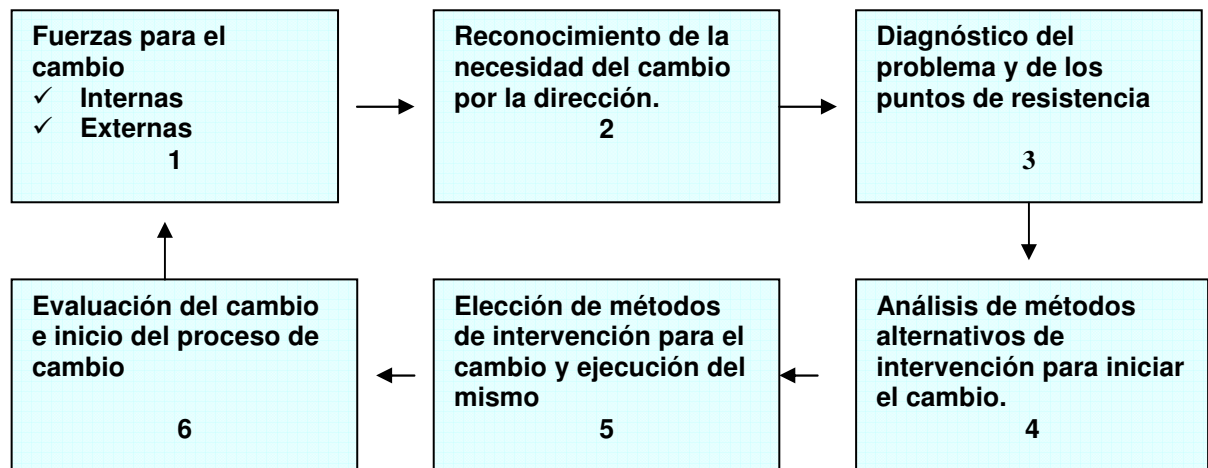 Fuerzas para el
cambio
✓ Internas
✓ Externas
1
Reconocimiento de la
necesidad del cambio
por la dirección.
2
Diagnóstico del
problema y de los
puntos de resistencia
3
Análisis de métodos
alternativos de
intervención para iniciar
el cambio.
4
Elección de métodos
de intervención para el
cambio y ejecución del
mismo
5
Evaluación del cambio
e inicio del proceso de
cambio
6